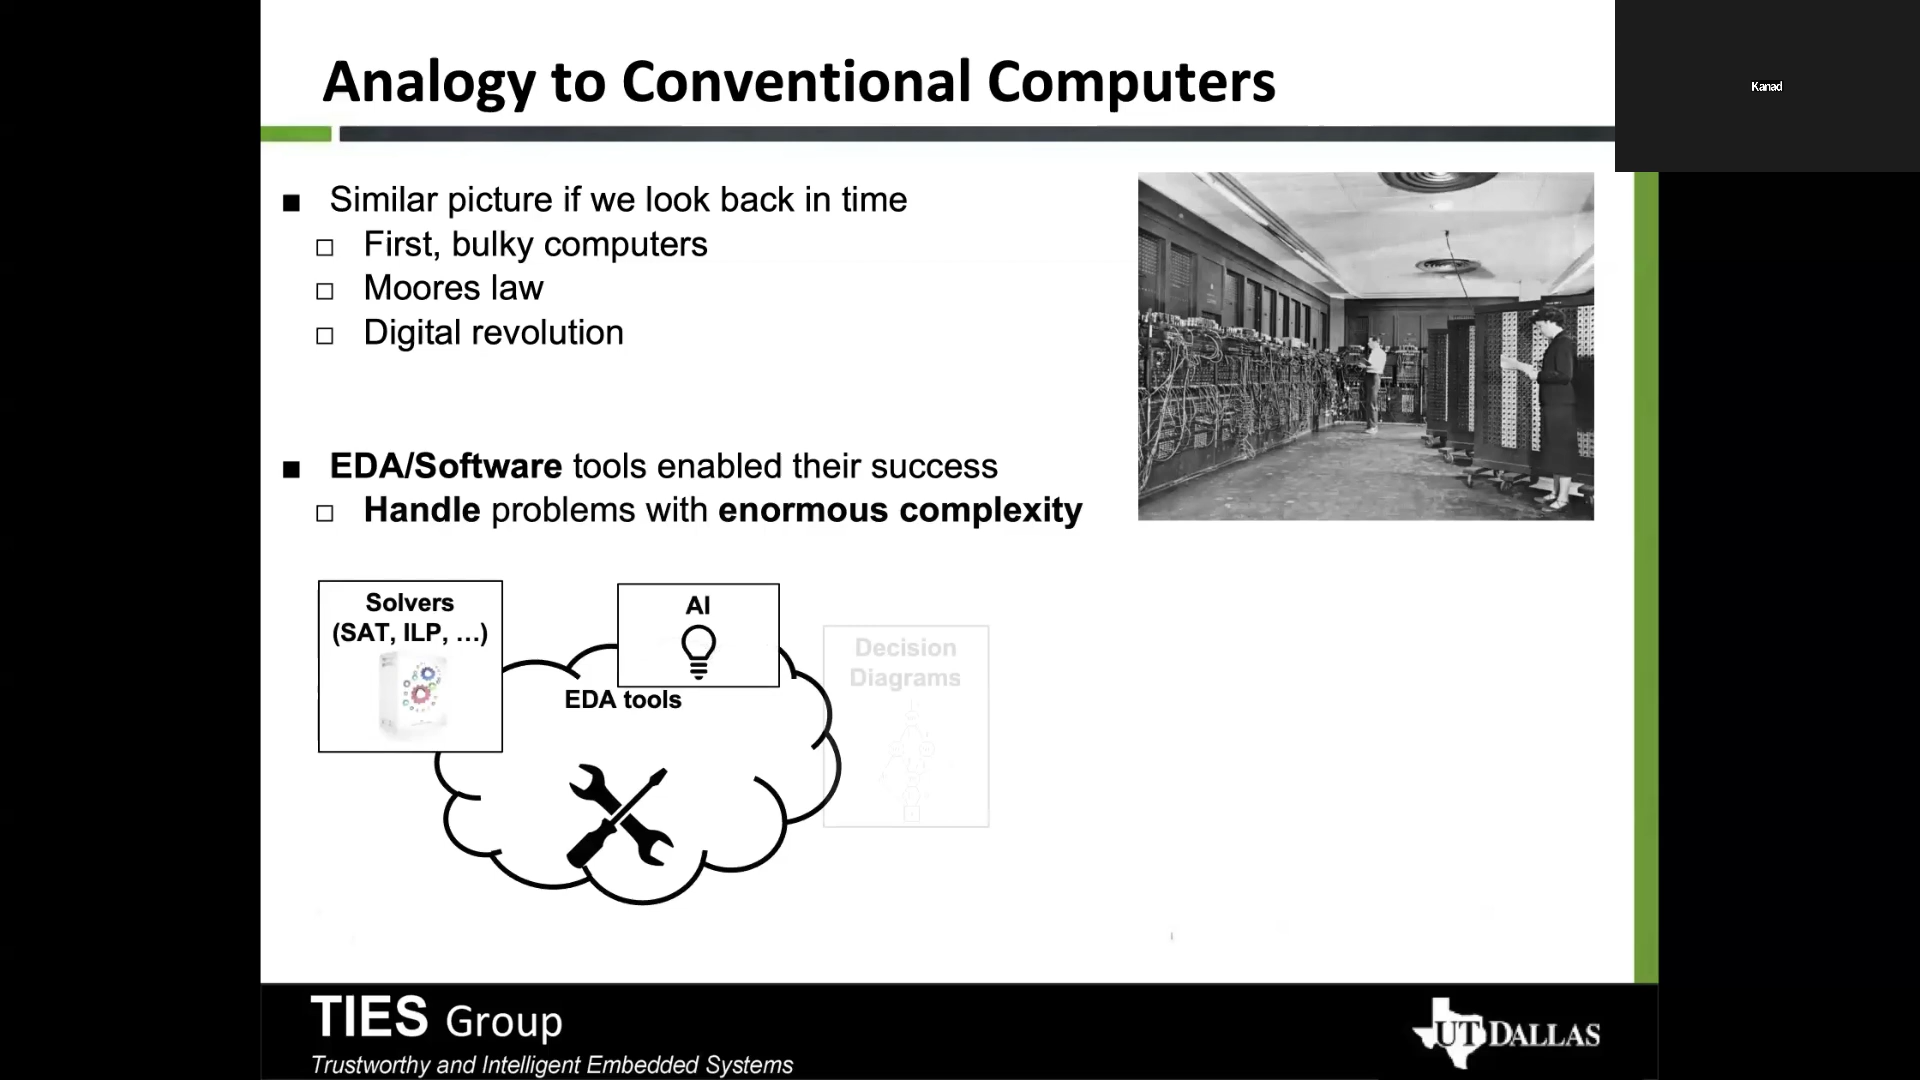 Analogy to Conventional Computers
Kanad
Similar picture if we look back in time
First, bulky computers
Moores law
Digital revolution
EDA/Software tools enabled their success
Handle problems with enormous complexity
Solvers
(SAT, ILP, ...)
AI
Decision
Diagrams
EDA tools
TIES Group
Trustworthy and Intelligent Embedded Systems
UT DALLAS